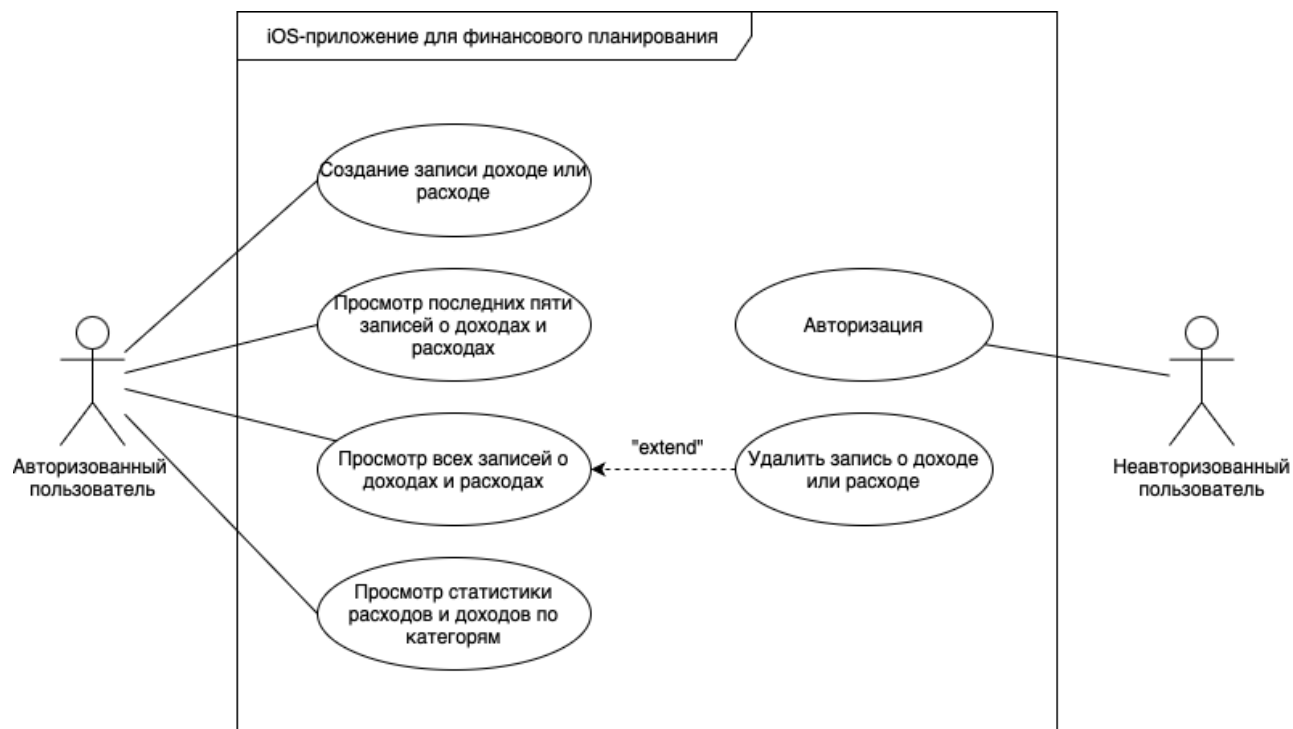 iOS-приложение для финансового планирования
Создание записи доходе или
расходе
Просмотр последних пяти
записей о доходах и
расходах
Авторизация
Просмотр всех записей о
доходах и расходах
"extend"
Удалить запись о доходе
или расходе
Авторизованный
пользователь
Неавторизованный
пользователь
Просмотр статистики
расходов и доходов по
категорям